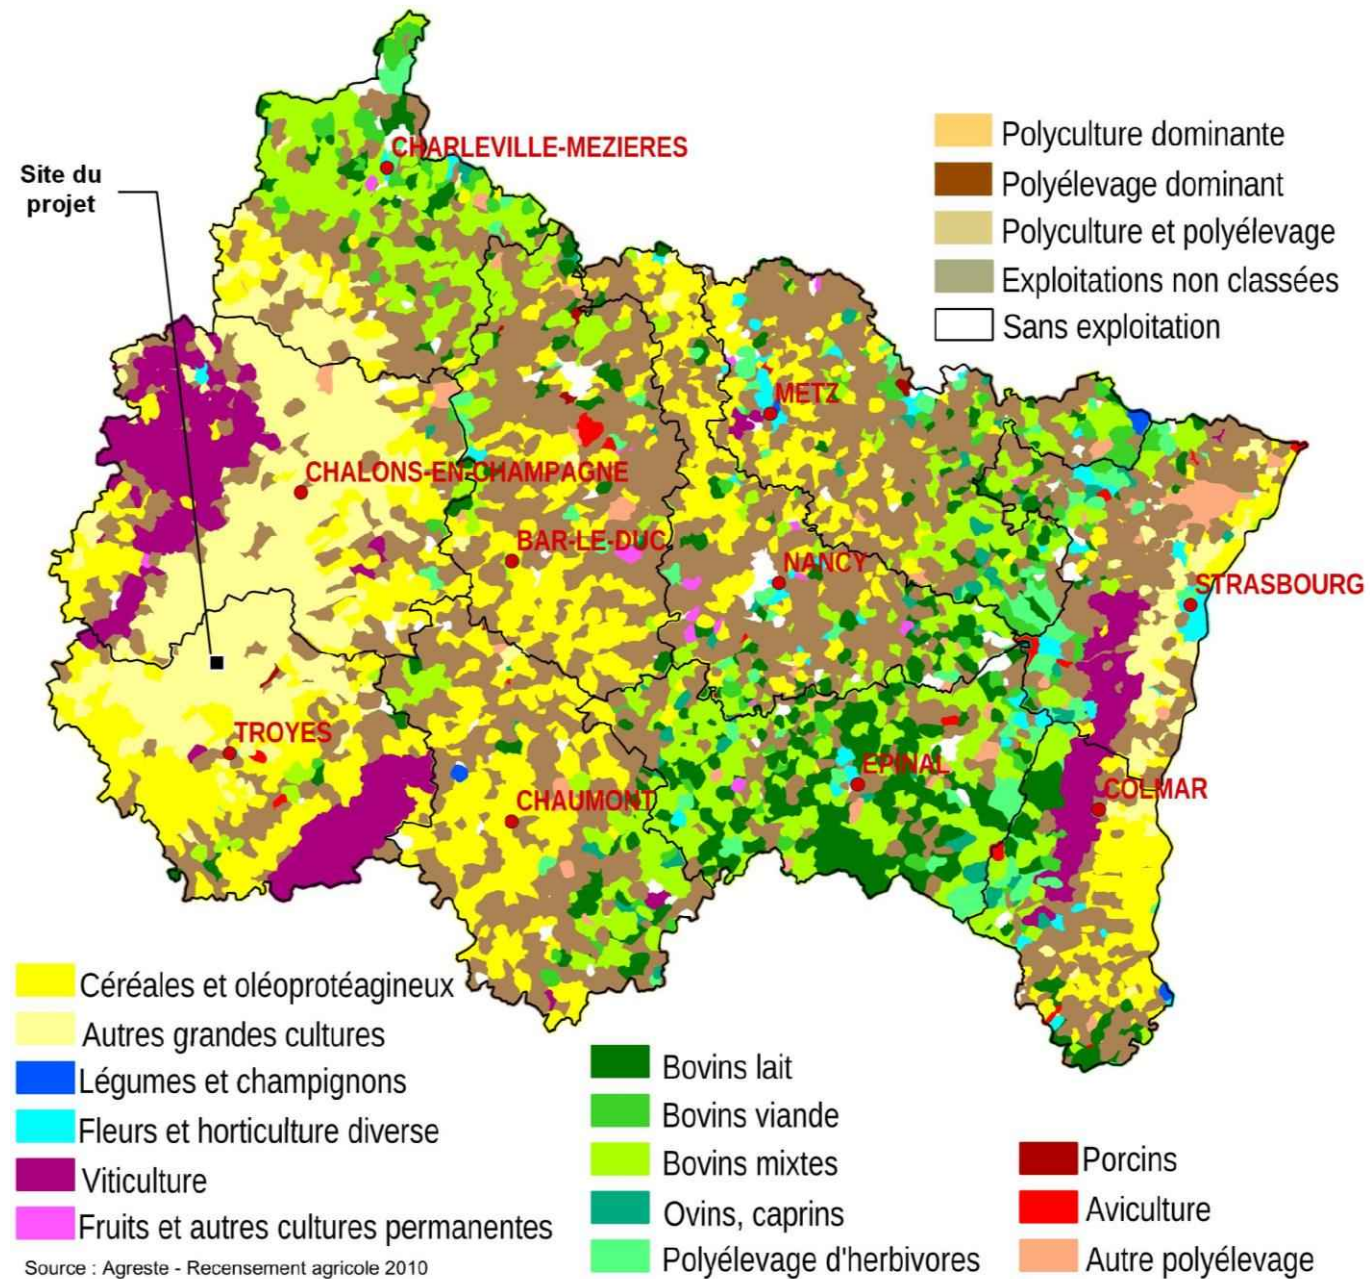 CHARLEVILLE-MEZIERES
Site du
projet
Polyculture dominante
Polyélevage dominant
Polyculture et polyélevage
Exploitations non classées
Sans exploitation
METZ
CHALONS-EN-CHAMPAGNE
BAR-LE-DUC
NANCY
STRASBOURG
TROYES
EPINAL
CHAUMONT
COLMAR
Céréales et oléoprotéagineux
Autres grandes cultures
Légumes et champignons
Fleurs et horticulture diverse
Viticulture
Fruits et autres cultures permanentes
Bovins lait
Bovins viande
Bovins mixtes
Ovins, caprins
Polyélevage d'herbivores
Porcins
Aviculture
Autre polyélevage
Source : Agreste - Recensement agricole 2010